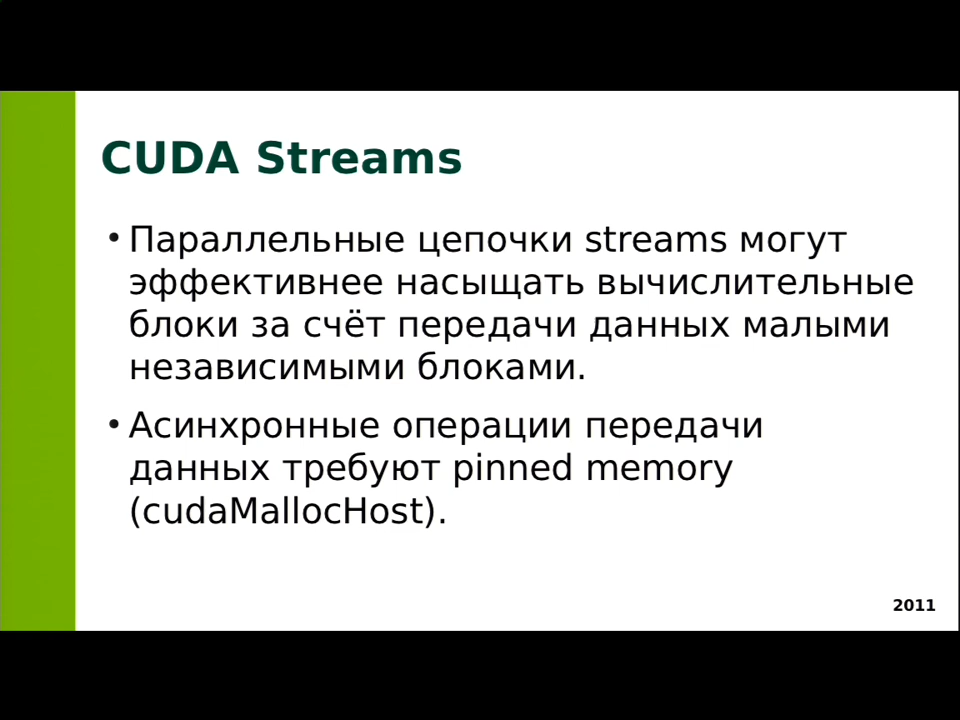 CUDA Streams
• Параллельные цепочки streams могут
эффективнее насыщать вычислительные
блоки за счёт передачи данных малыми
независимыми блоками.
• Асинхронные операции передачи
данных требуют pinned memory
(cudaMallocHost).
2011